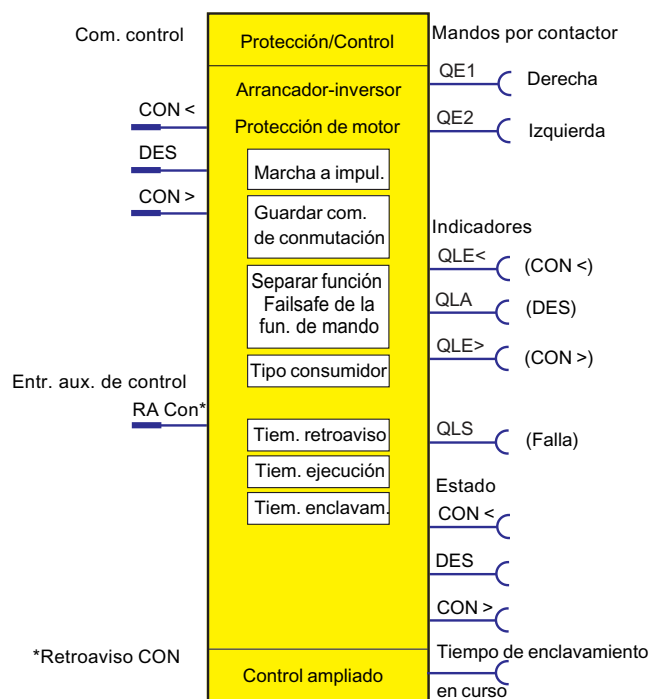 Com. control
Protección/Control
Mandos por contactor
Arrancador-inversor
Protección de motor
QE1
Derecha
QE2
Izquierda
CON <
DES
CON >
Marcha a impul.
Guardar com.
de conmutación
Separar función
Failsafe de la
fun. de mando
Tipo consumidor
Indicadores
QLE<
(CON <)
QLA
(DES)
QLE>
(CON >)
Entr. aux. de control
RA Con*
Tiem. retroaviso
Tiem. ejecución
Tiem. enclavam.
QLS
(Falla)
Estado
CON <
DES
CON >
*Retroaviso CON
Control ampliado
Tiempo de enclavamiento
en curso